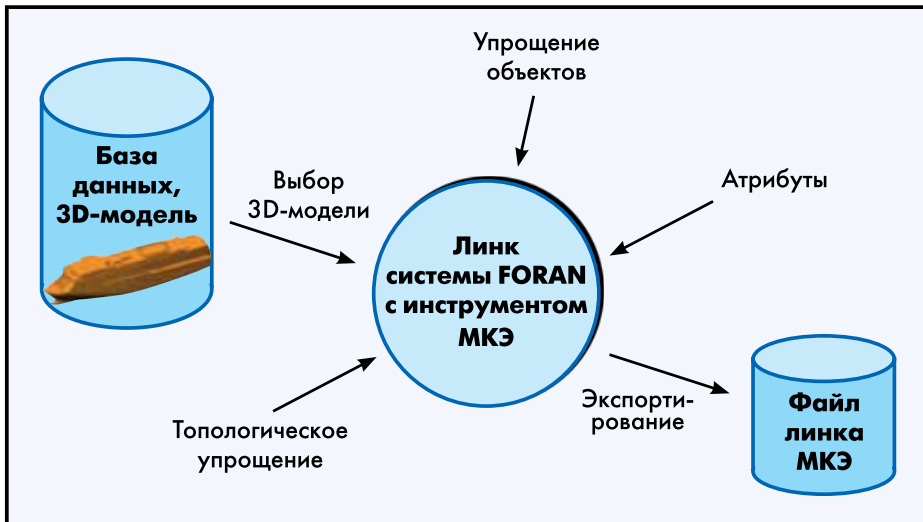 Упрощение
объектов
База
данных,
3D-модель
Выбор
3D-модели
Атрибуты
Линк
системы FORAN
с инструментом
МКЭ
Топологическое
упрощение
Экспорти-
рование
Файл
линка
МКЭ